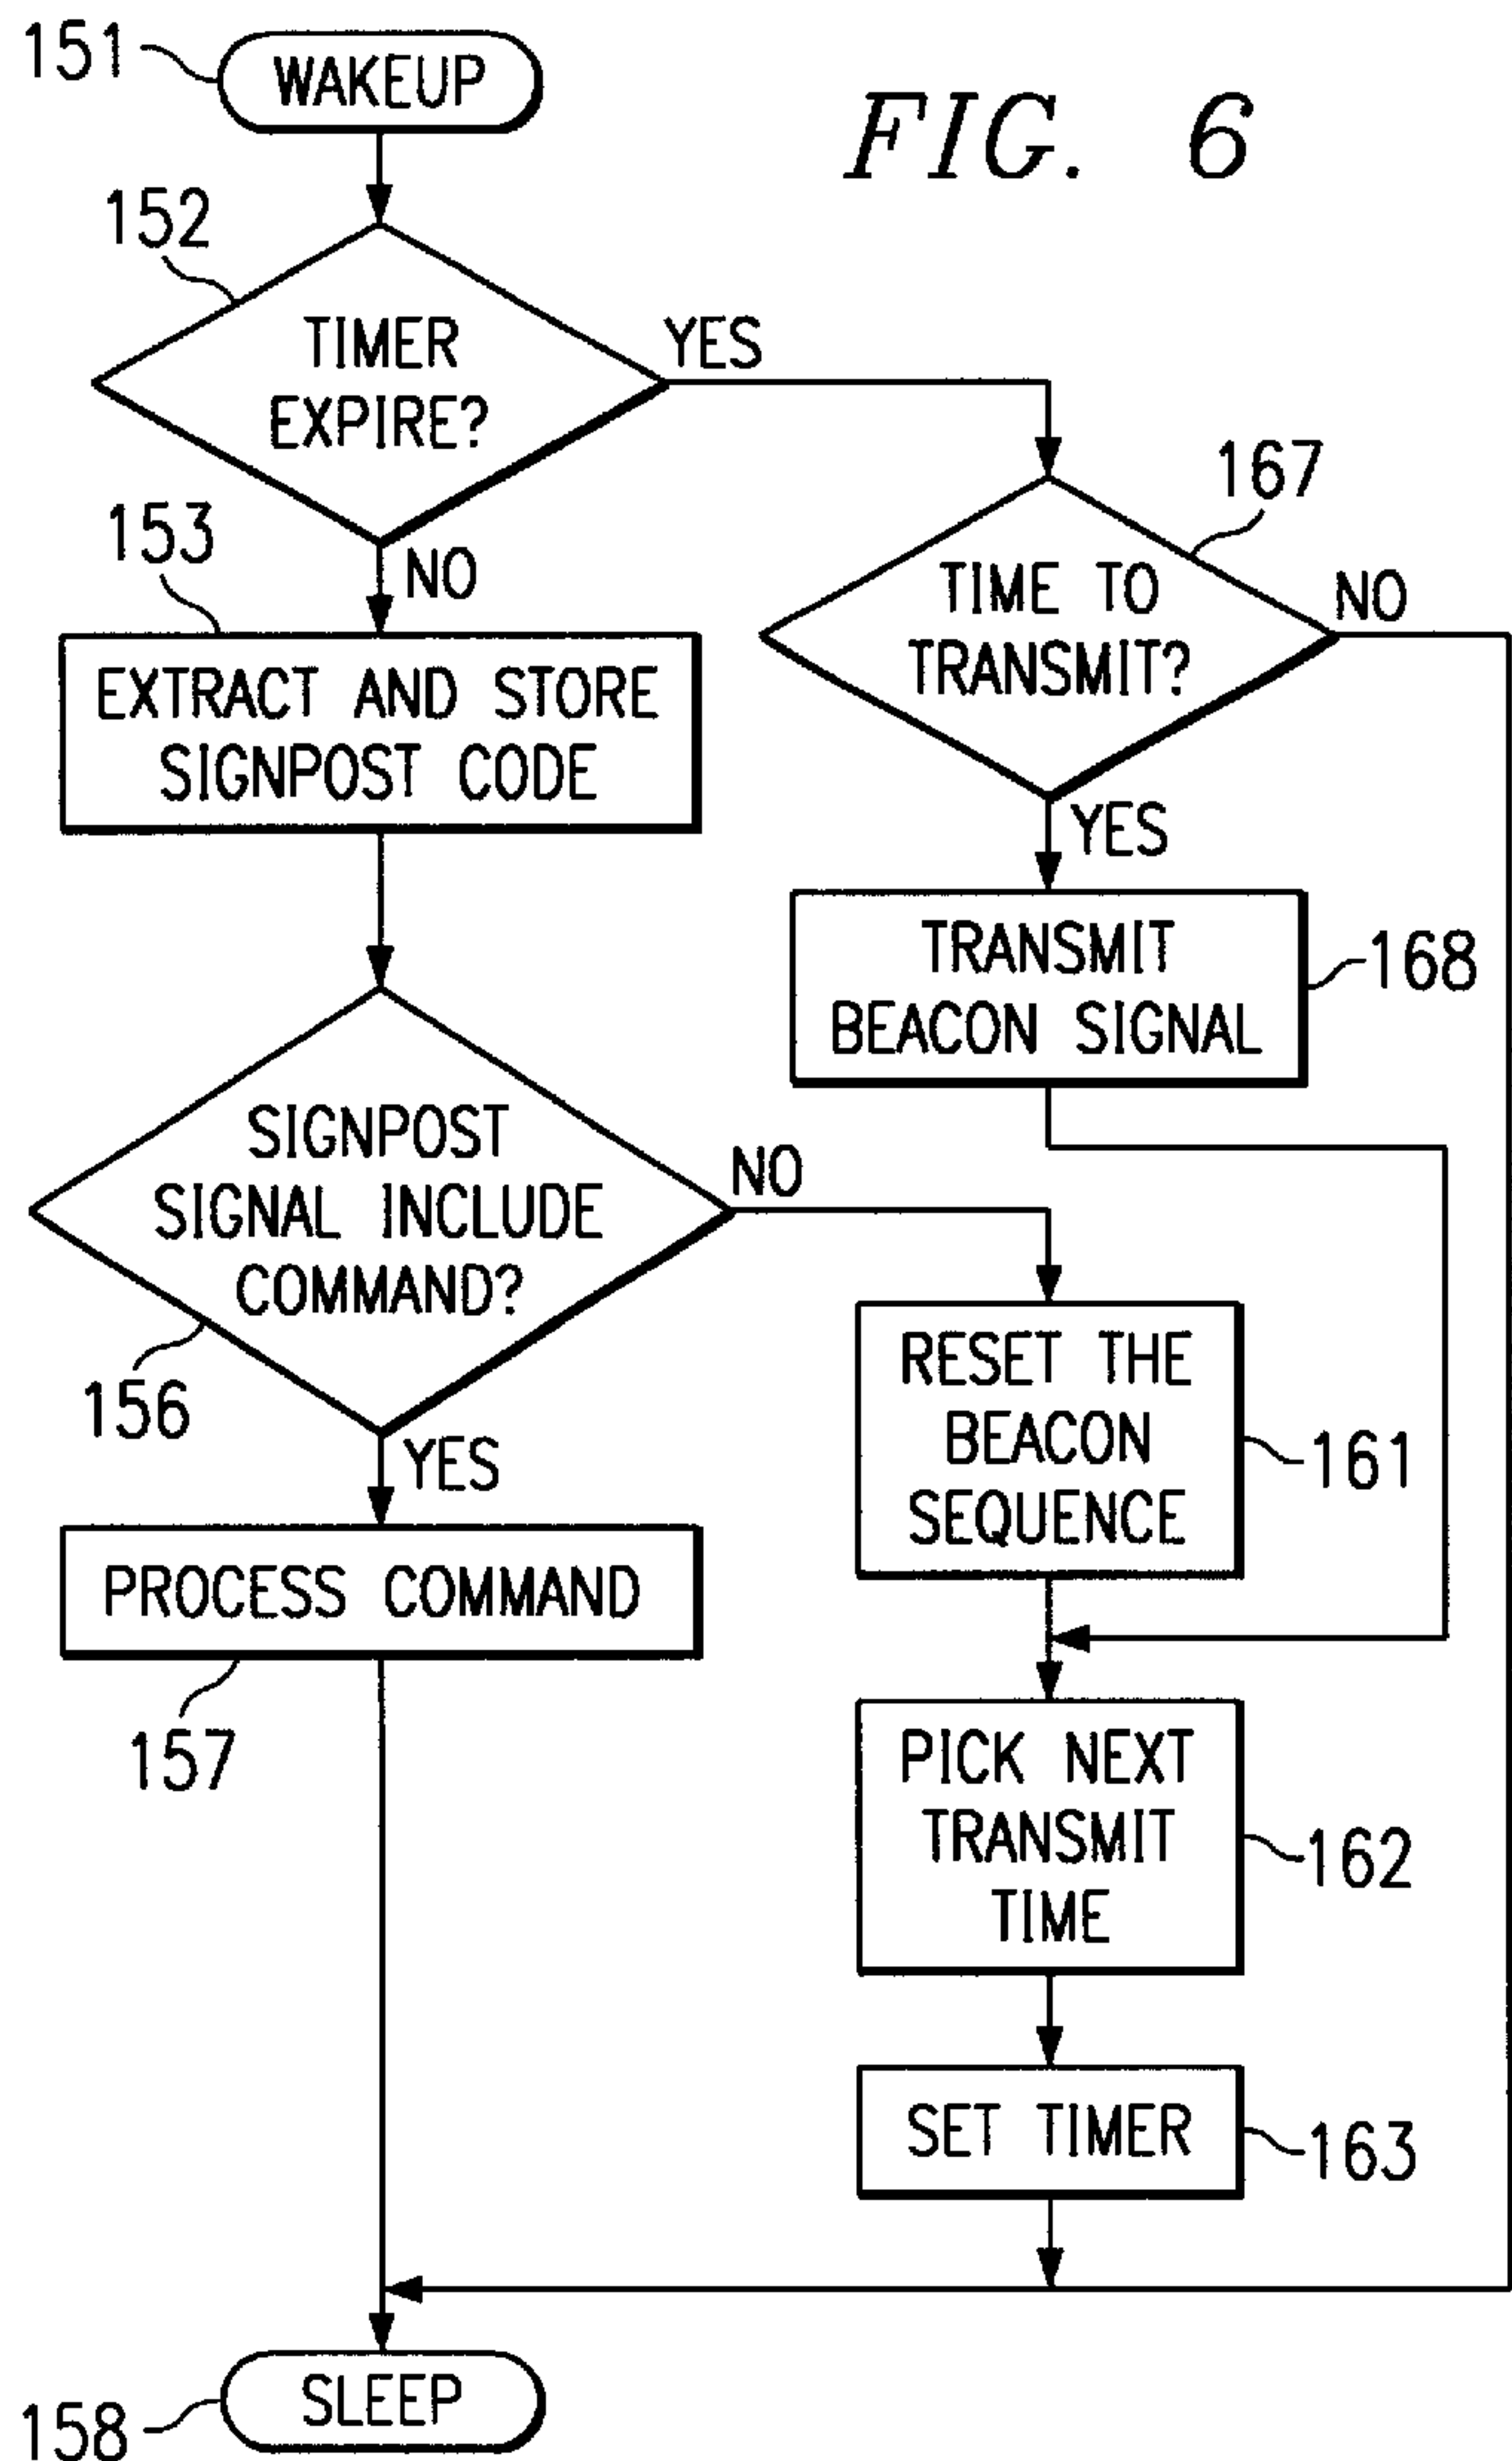 151
WAKEUP
FIG. 6
152
TIMER
EXPIRE?
YES
NO
167
TIME TO
TRANSMIT?
NO
YES
153
EXTRACT AND STORE
SIGNPOST CODE
TRANSMIT
BEACON SIGNAL
168
SIGNPOST
SIGNAL INCLUDE
COMMAND?
NO
156
YES
RESET THE
BEACON
SEQUENCE
161
PROCESS COMMAND
157
PICK NEXT
TRANSMIT
TIME
162
SET TIMER
163
SLEEP
158